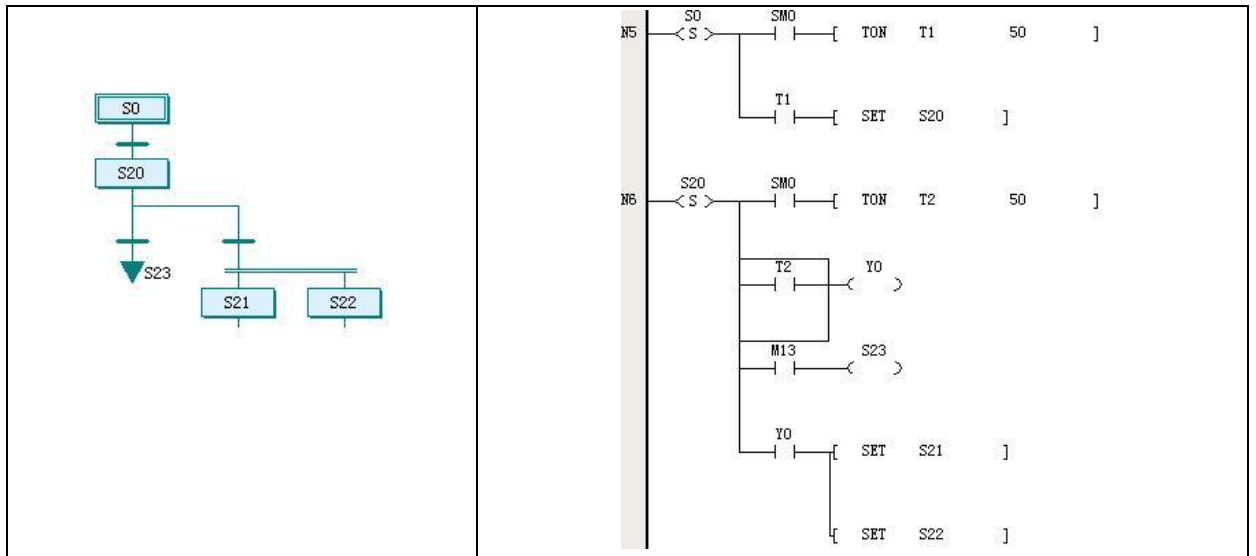 S0
S20
S23
S21 S22
S0 SM0
N5 S TON T1 50
T1
SET S20
S20 SM0
N6 S TON T2 50
T2 Y0
M13 S23
Y0
SET S21
SET S22